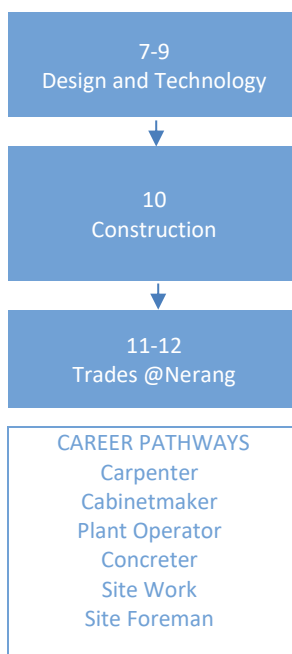 7-9
Design and Technology
10
Construction
11-12
Trades @Nerang
CAREER PATHWAYS
Carpenter
Cabinetmaker
Plant Operator
Concreter
Site Work
Site Foreman